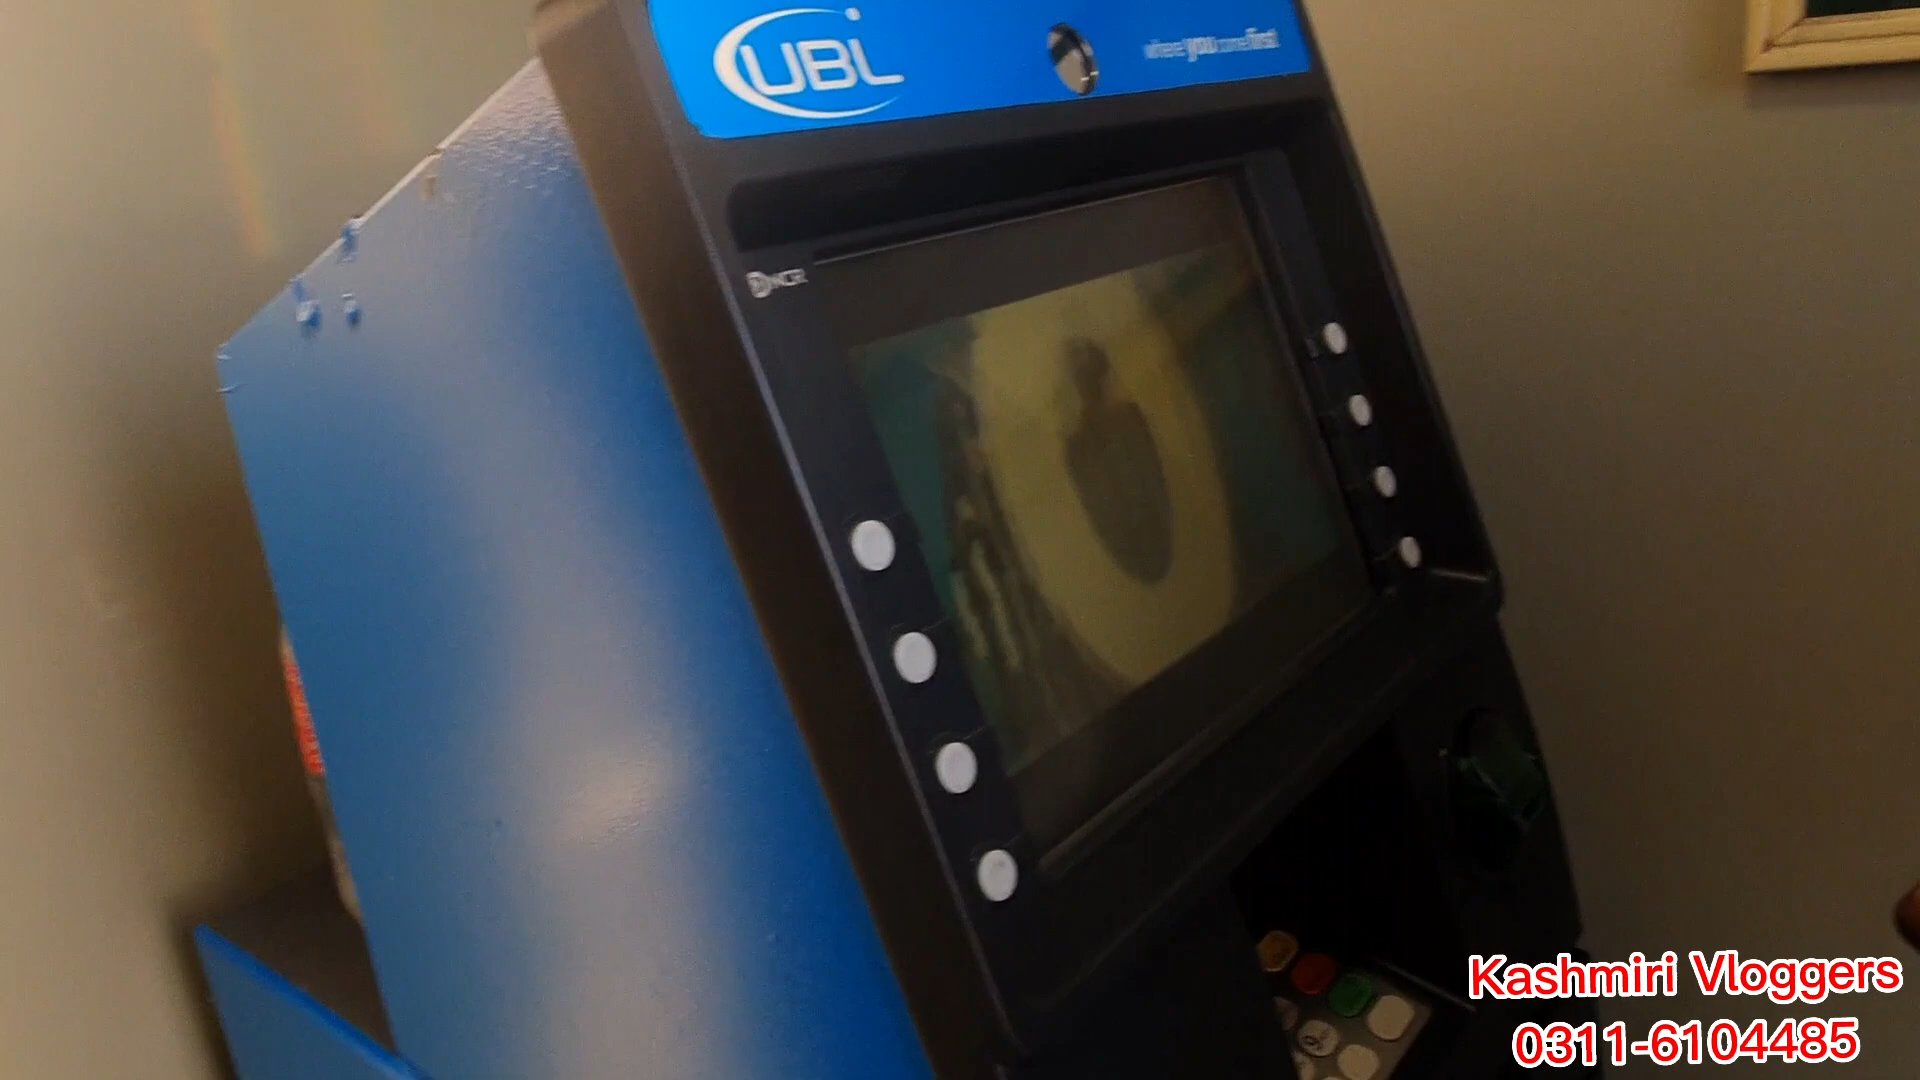 UBL
where you come first
NCR
Kashmiri Vloggers
0311-6104485